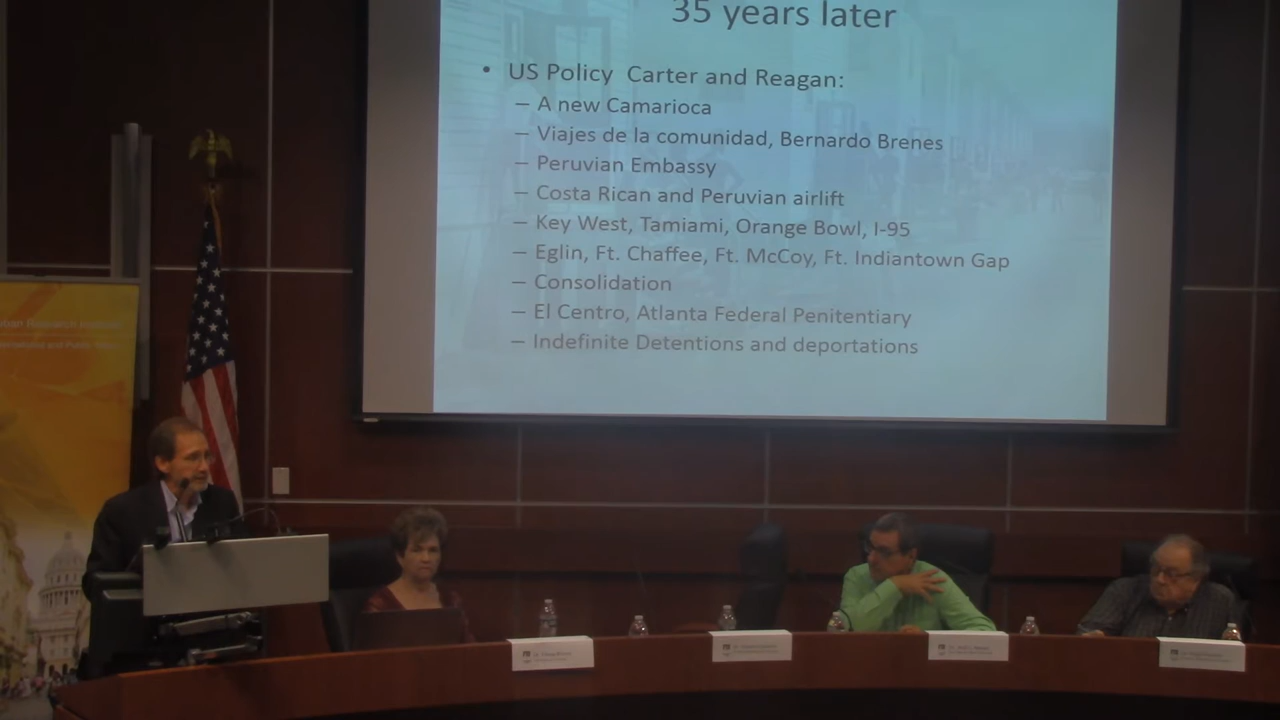 35 years later
• US Policy Carter and Reagan:
– A new Camarioca
– Viajes de la comunidad, Bernardo Brenes
– Peruvian Embassy
– Costa Rican and Peruvian airlift
– Key West, Tamiami, Orange Bowl, I-95
– Eglin, Ft. Chaffee, Ft. McCoy, Ft. Indiantown Gap
– Consolidation
– El Centro, Atlanta Federal Penitentiary
– Indefinite Detentions and deportations
Research